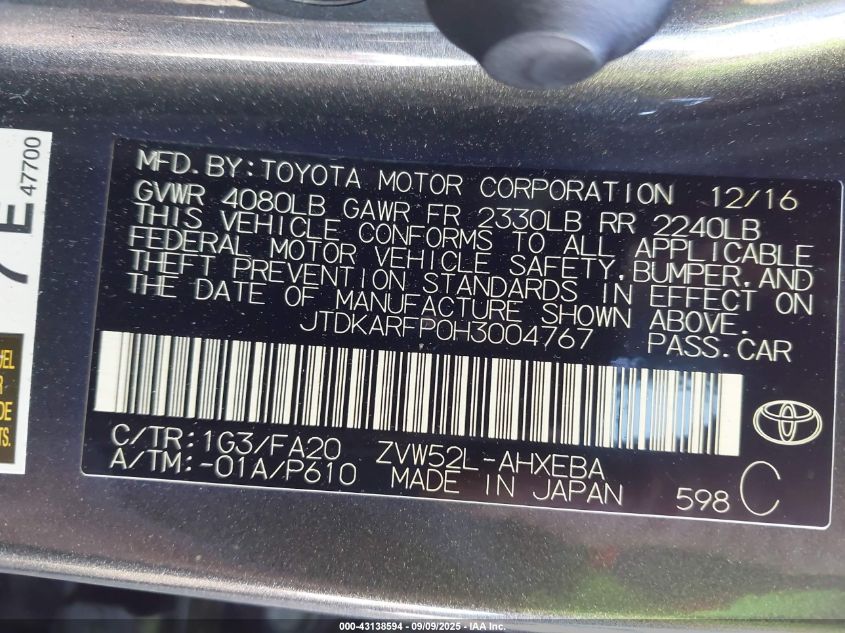 MFD.BY:TOYOTA MOTOR CORPORATION 12/16
GVWR 4080LB GAWR FR 2330LB RR 2240LB
THIS VEHICLE CONFORMS TO ALL APPLICABLE
FEDERAL MOTOR VEHICLE SAFETY,BUMPER,AND
THEFT PREVENTION STANDARDS IN EFFECT ON
THE DATE OF MANUFACTURE SHOWN ABOVE.
JTDKARFP0H3004767 PASS.CAR
C/TR:1G3/FA20 ZVW52L-AHXEBA
A/TM:-01A/P610 MADE IN JAPAN 598 C
7E
47700
DE
TS.
000-43138594 - 09/09/2025 - IAA Inc.